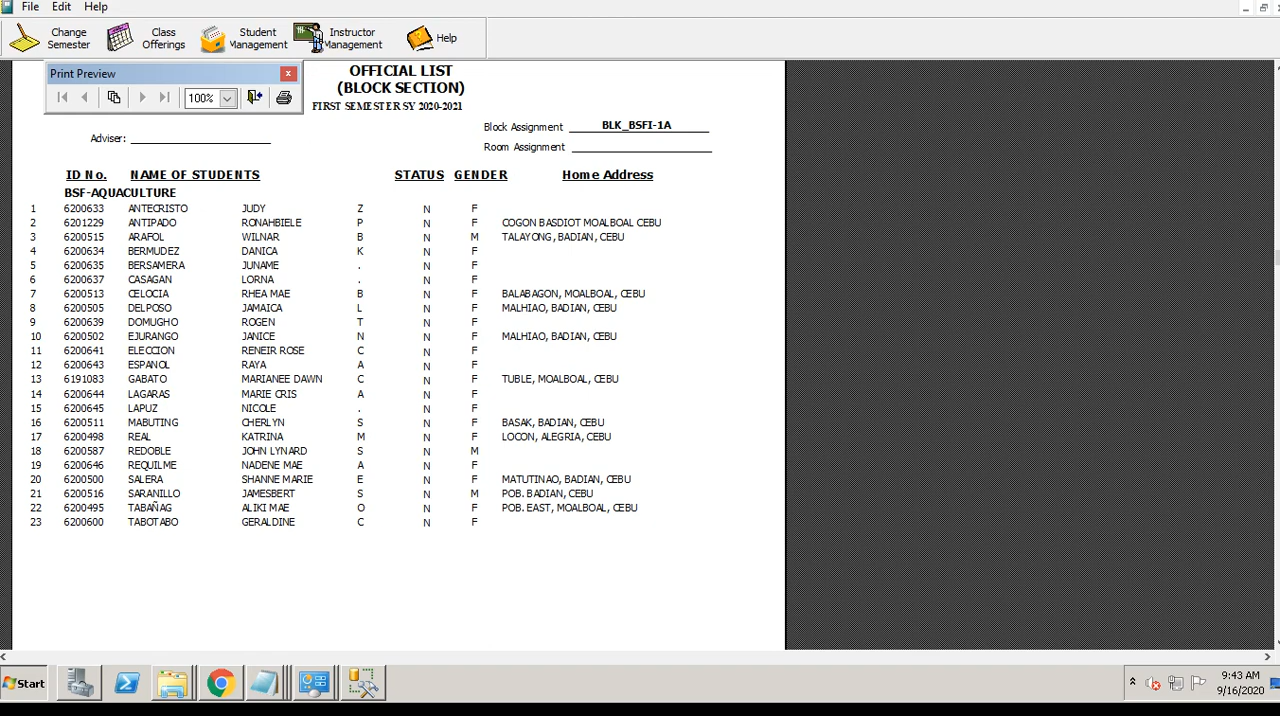 File Edit Help
Change Semester Class Offerings Student Management Instructor Management Help
Print Preview
100%
OFFICIAL LIST
(BLOCK SECTION)
FIRST SEMESTER SY 2020-2021
Block Assignment BLK_BSFI-1A
Adviser:
Room Assignment
ID No. NAME OF STUDENTS STATUS GENDER Home Address
BSF-AQUACULTURE
1 6200633 ANTECRISTO JUDY Z N F
2 6201229 ANTIPADO RONAHBIELE P N F COGON BASDIOT MOALBOAL CEBU
3 6200515 ARAFOL WILNAR B N M TALAYONG, BADIAN, CEBU
4 6200634 BERMUDEZ DANICA K N F
5 6200635 BERSAMERA JUNAME . N F
6 6200637 CASAGAN LORNA . N F
7 6200513 CELOCIA RHEA MAE B N F BALABAGON, MOALBOAL, CEBU
8 6200505 DELPOSO JAMAICA L N F MALHIAO, BADIAN, CEBU
9 6200639 DOMUGHO ROGEN T N F
10 6200502 EJURANGO JANICE N N F MALHIAO, BADIAN, CEBU
11 6200641 ELECCION RENEIR ROSE C N F
12 6200643 ESPANOL RAYA A N F
13 6191083 GABATO MARIANEE DAWN C N F TUBLE, MOALBOAL, CEBU
14 6200644 LAGARAS MARIE CRIS A N F
15 6200645 LAPUZ NICOLE . N F
16 6200511 MABUTING CHERLYN S N F BASAK, BADIAN, CEBU
17 6200498 REAL KATRINA M N F LOCON, ALEGRIA, CEBU
18 6200587 REDOBLE JOHN LYNARD S N M
19 6200646 REQUILME NADENE MAE A N F
20 6200500 SALERA SHANNE MARIE E N F MATUTINAO, BADIAN, CEBU
21 6200516 SARANILLO JAMESBERT S N M POB. BADIAN, CEBU
22 6200495 TABAÑAG ALIKI MAE O N F POB. EAST, MOALBOAL, CEBU
23 6200600 TABOTABO GERALDINE C N F
Start
9:43 AM
9/16/2020